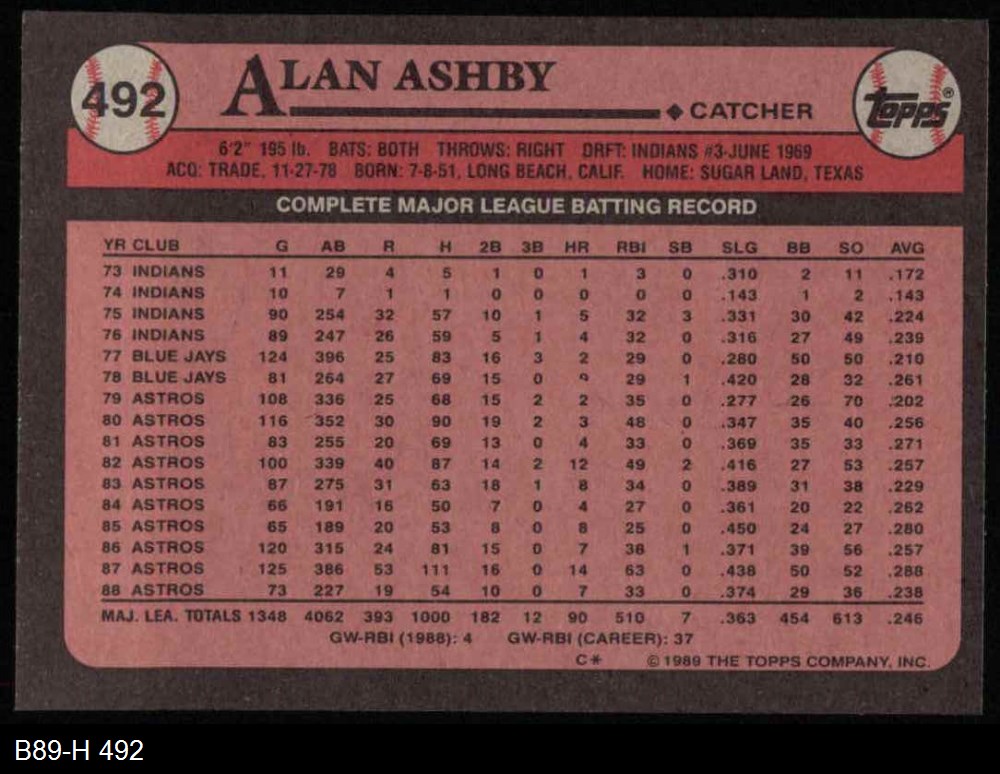 492
ALAN ASHBY
CATCHER
TOPPS®
6'2" 195 lb. BATS: BOTH THROWS: RIGHT DRFT: INDIANS #3-JUNE 1969
ACQ: TRADE, 11-27-78 BORN: 7-8-51, LONG BEACH, CALIF. HOME: SUGAR LAND, TEXAS
COMPLETE MAJOR LEAGUE BATTING RECORD
YR CLUB G AB R H 2B 3B HR RBI SB SLG BB SO AVG
73 INDIANS 11 29 4 5 1 0 1 3 0 .310 2 11 .172
74 INDIANS 10 7 1 1 0 0 0 0 0 .143 1 2 .143
75 INDIANS 90 254 32 57 10 1 5 32 3 .331 30 42 .224
76 INDIANS 89 247 26 59 5 1 4 32 0 .316 27 49 .239
77 BLUE JAYS 124 396 25 83 16 3 2 29 0 .280 50 50 .210
78 BLUE JAYS 81 264 27 69 15 0 9 29 1 .420 28 32 .261
79 ASTROS 108 336 25 68 15 2 2 35 0 .277 26 70 .202
80 ASTROS 116 352 30 90 19 2 3 48 0 .347 35 40 .256
81 ASTROS 83 255 20 69 13 0 4 33 0 .369 35 33 .271
82 ASTROS 100 339 40 87 14 2 12 49 2 .416 27 53 .257
83 ASTROS 87 275 31 63 18 1 8 34 0 .389 31 38 .229
84 ASTROS 66 191 16 50 7 0 4 27 0 .361 20 22 .262
85 ASTROS 65 189 20 53 8 0 8 25 0 .450 24 27 .280
86 ASTROS 120 315 24 81 15 0 7 38 1 .371 39 56 .257
87 ASTROS 125 386 53 111 16 0 14 63 0 .438 50 52 .288
88 ASTROS 73 227 19 54 10 0 7 33 0 .374 29 36 .238
MAJ. LEA. TOTALS 1348 4062 393 1000 182 12 90 510 7 .363 454 613 .246
GW-RBI (1988): 4 GW-RBI (CAREER): 37
C* © 1989 THE TOPPS COMPANY, INC.
B89-H 492